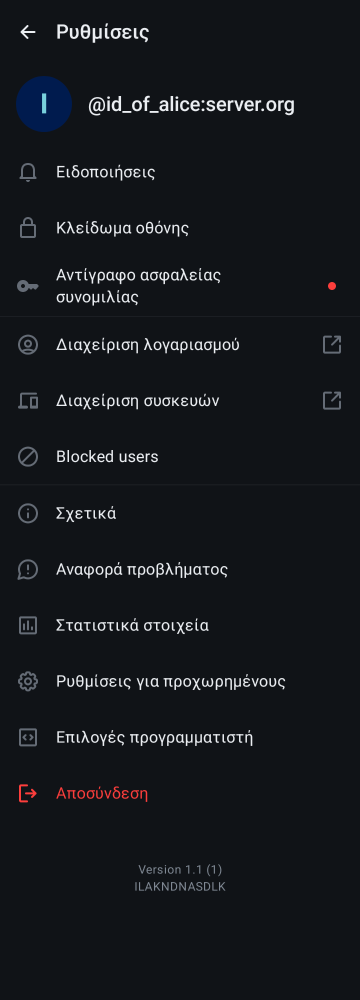 Ρυθμίσεις
I
@id_of_alice:server.org
Ειδοποιήσεις
Κλείδωμα οθόνης
Αντίγραφο ασφαλείας
συνομιλίας
Διαχείριση λογαριασμού
Διαχείριση συσκευών
Blocked users
Σχετικά
Αναφορά προβλήματος
Στατιστικά στοιχεία
Ρυθμίσεις για προχωρημένους
Επιλογές προγραμματιστή
Αποσύνδεση
Version 1.1 (1)
ILAKNDNASDLK